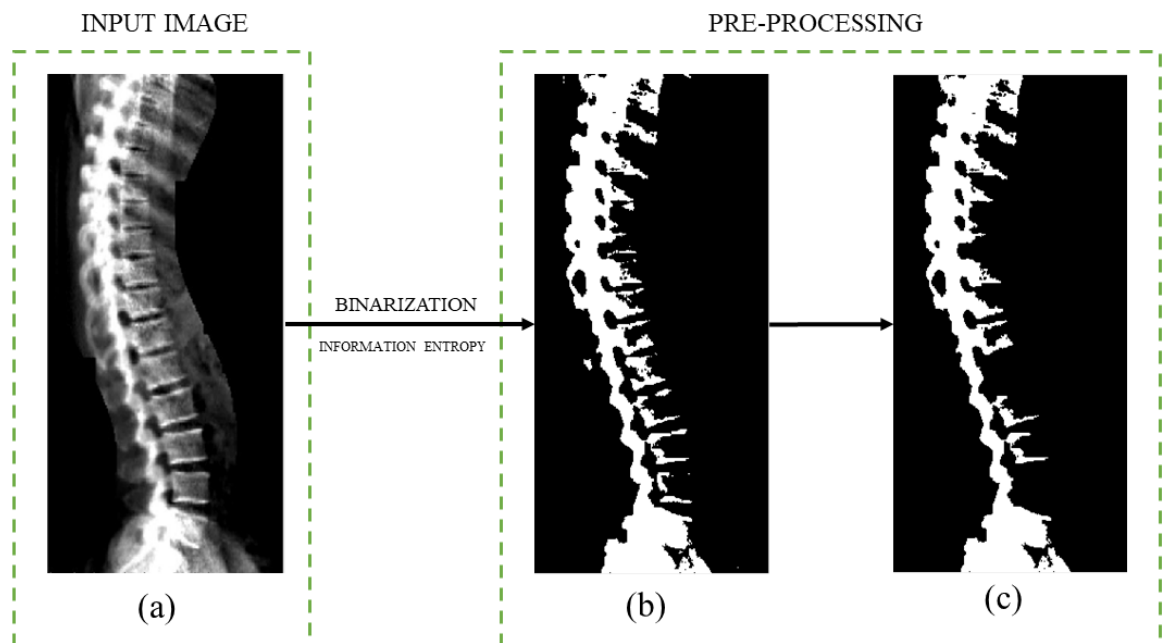 INPUT IMAGE
PRE-PROCESSING
BINARIZATION
INFORMATION ENTROPY
(a)
(b)
(c)